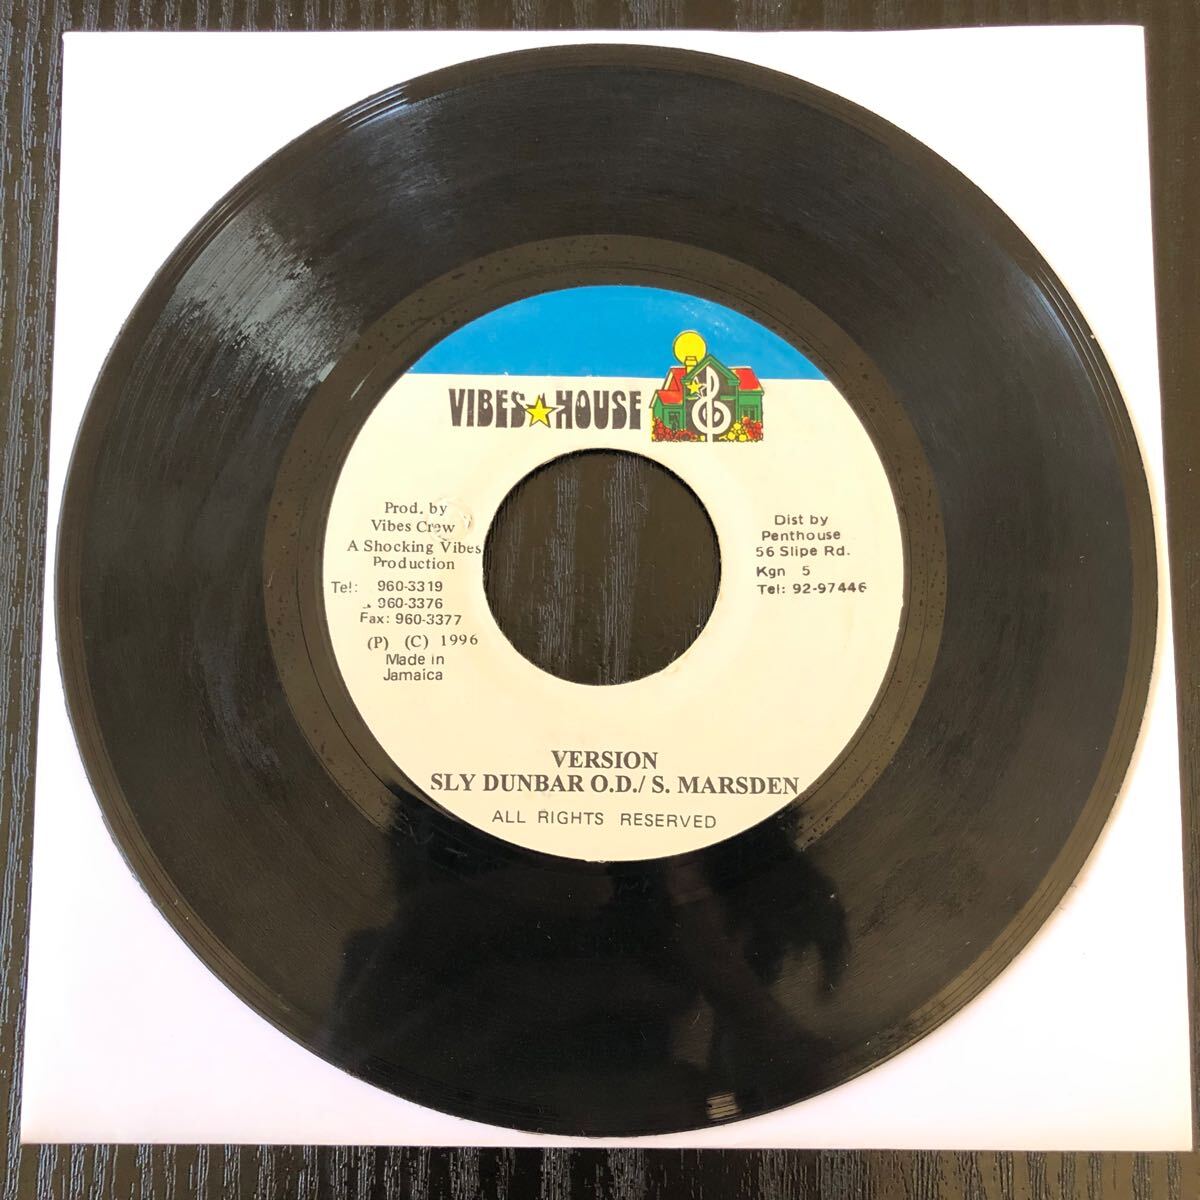 VIBES HOUSE
Prod. by
Vibes Crew
A Shocking Vibes
Production
Tel: 960-3319
960-3376
Fax: 960-3377
(P) (C) 1996
Made in
Jamaica
Dist by
Penthouse
56 Slipe Rd.
Kgn 5
Tel: 92-97446
VERSION
SLY DUNBAR O.D./ S. MARSDEN
ALL RIGHTS RESERVED